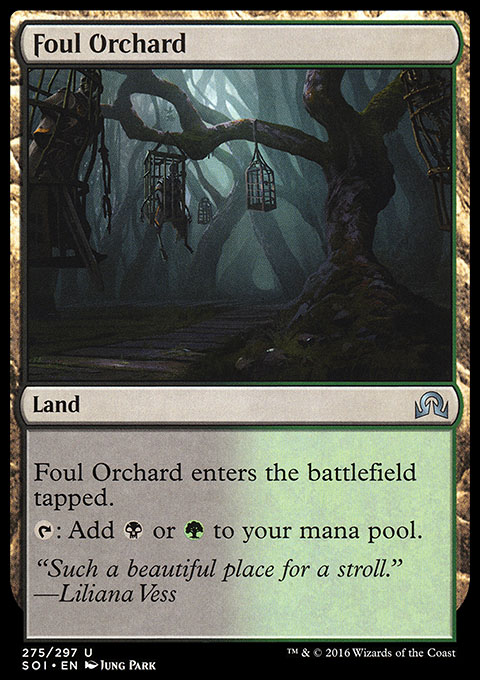 Foul Orchard
Land
Foul Orchard enters the battlefield
tapped.
: Add or to your mana pool.
“Such a beautiful place for a stroll.”
—Liliana Vess
275/297 U
SOI • EN Jung Park
™ & © 2016 Wizards of the Coast